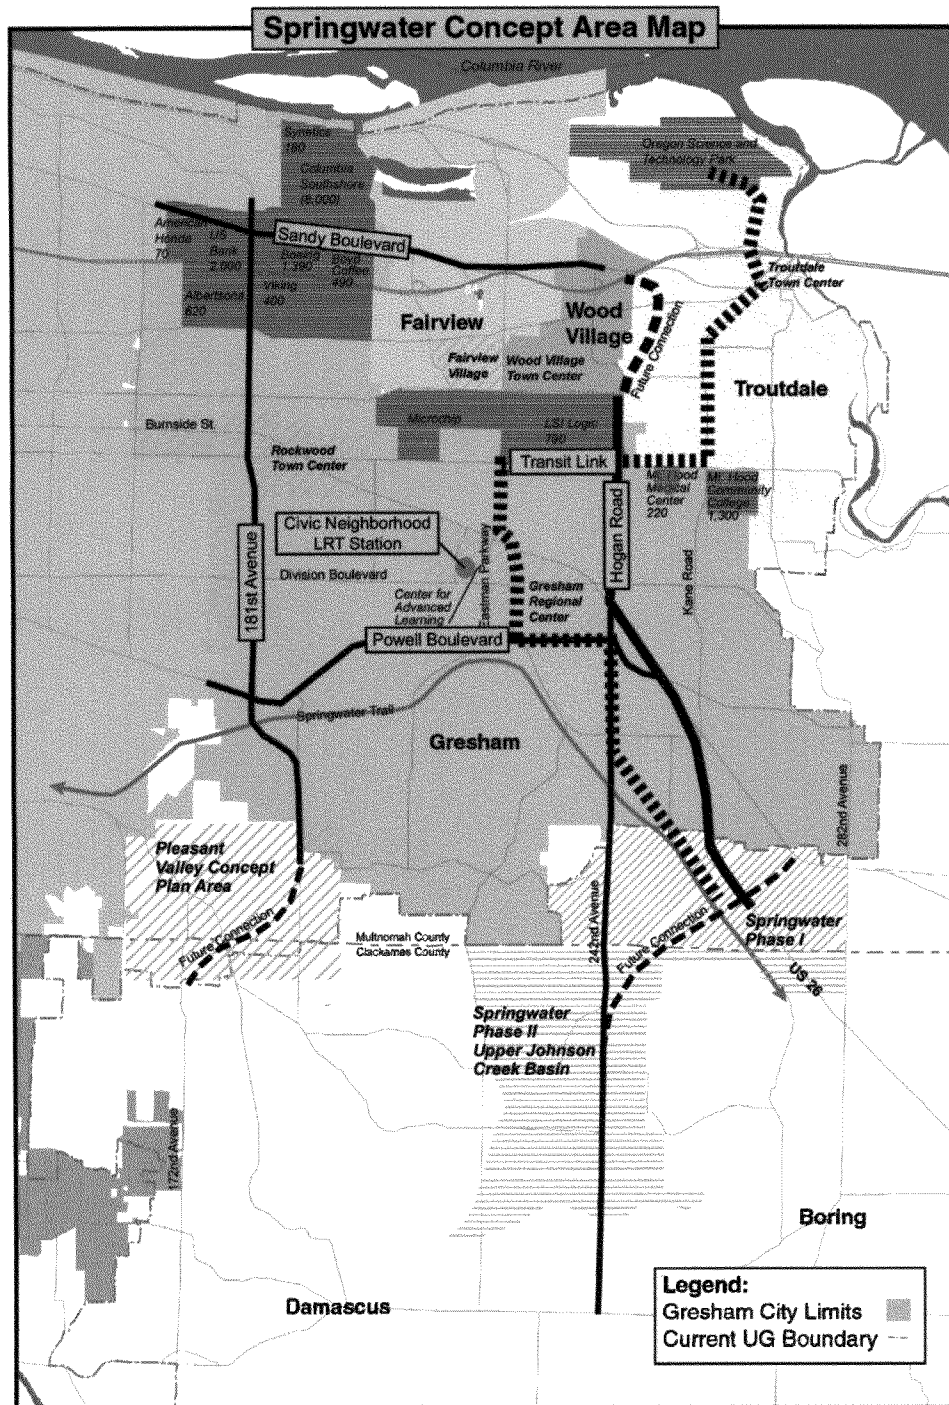 Springwater Concept Area Map
Columbia River
Synetics
180
Columbia
Southshore
(6,000)
Oregon Science and
Technology Park
American
Honda
70
US
Bank
2,000
Sandy Boulevard
Boeing
1,390
Boyd
Coffee
490
Viking
400
Albertsons
620
Troutdale
Town Center
Fairview
Wood
Village
Future Connection
Fairview
Village
Wood Village
Town Center
Troutdale
Microchip
LSI Logic
790
Burnside St.
Rockwood
Town Center
Transit Link
Mt. Hood
Medical
Center
220
Mt. Hood
Community
College
1,300
Civic Neighborhood
LRT Station
Hogan Road
181st Avenue
Eastman Parkway
Kane Road
Division Boulevard
Center for
Advanced
Learning
Gresham
Regional
Center
Powell Boulevard
Springwater Trail
Gresham
282nd Avenue
Pleasant
Valley Concept
Plan Area
Future Connection
Multnomah County
Clackamas County
242nd Avenue
Future Connection
Springwater
Phase I
US 26
Springwater
Phase II
Upper Johnson
Creek Basin
172nd Avenue
Boring
Damascus
Legend:
Gresham City Limits
Current UG Boundary